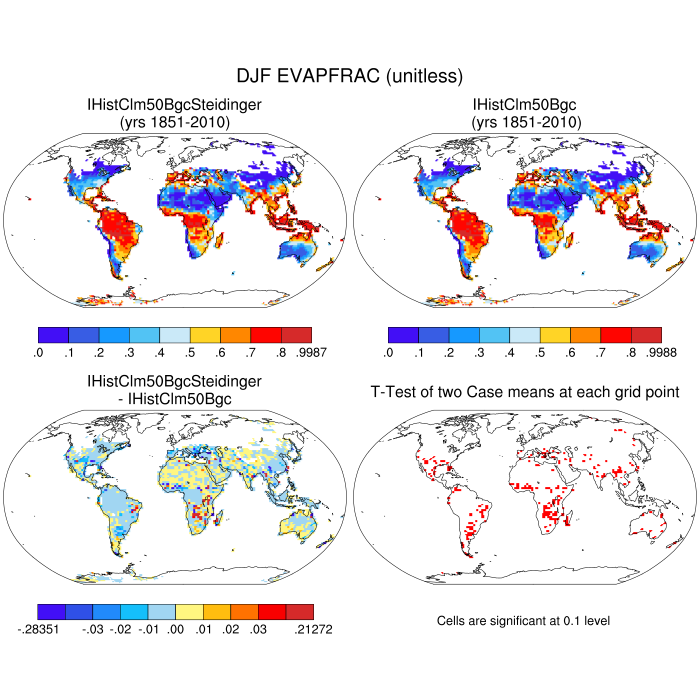 DJF EVAPFRAC (unitless)
IHistClm50BgcSteidinger
(yrs 1851-2010)
IHistClm50Bgc
(yrs 1851-2010)
.0 .1 .2 .4 .5 .6 .7 .8 .9987
.0 .1 .2 .4 .5 .6 .7 .8 .9988
IHistClm50BgcSteidinger
- IHistClm50Bgc
T-Test of two Case means at each grid point
-.28351 -.03 -.02 -.01 .00 .01 .02 .03 .21272
Cells are significant at 0.1 level